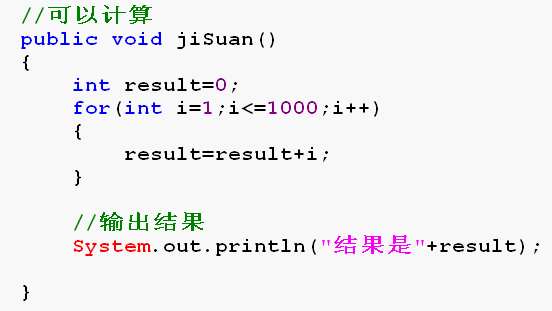 //可以计算
public void jiSuan()
{
    int result=0;
    for(int i=1;i<=1000;i++)
    {
        result=result+i;
    }
    //输出结果
    System.out.println("结果是"+result);
}